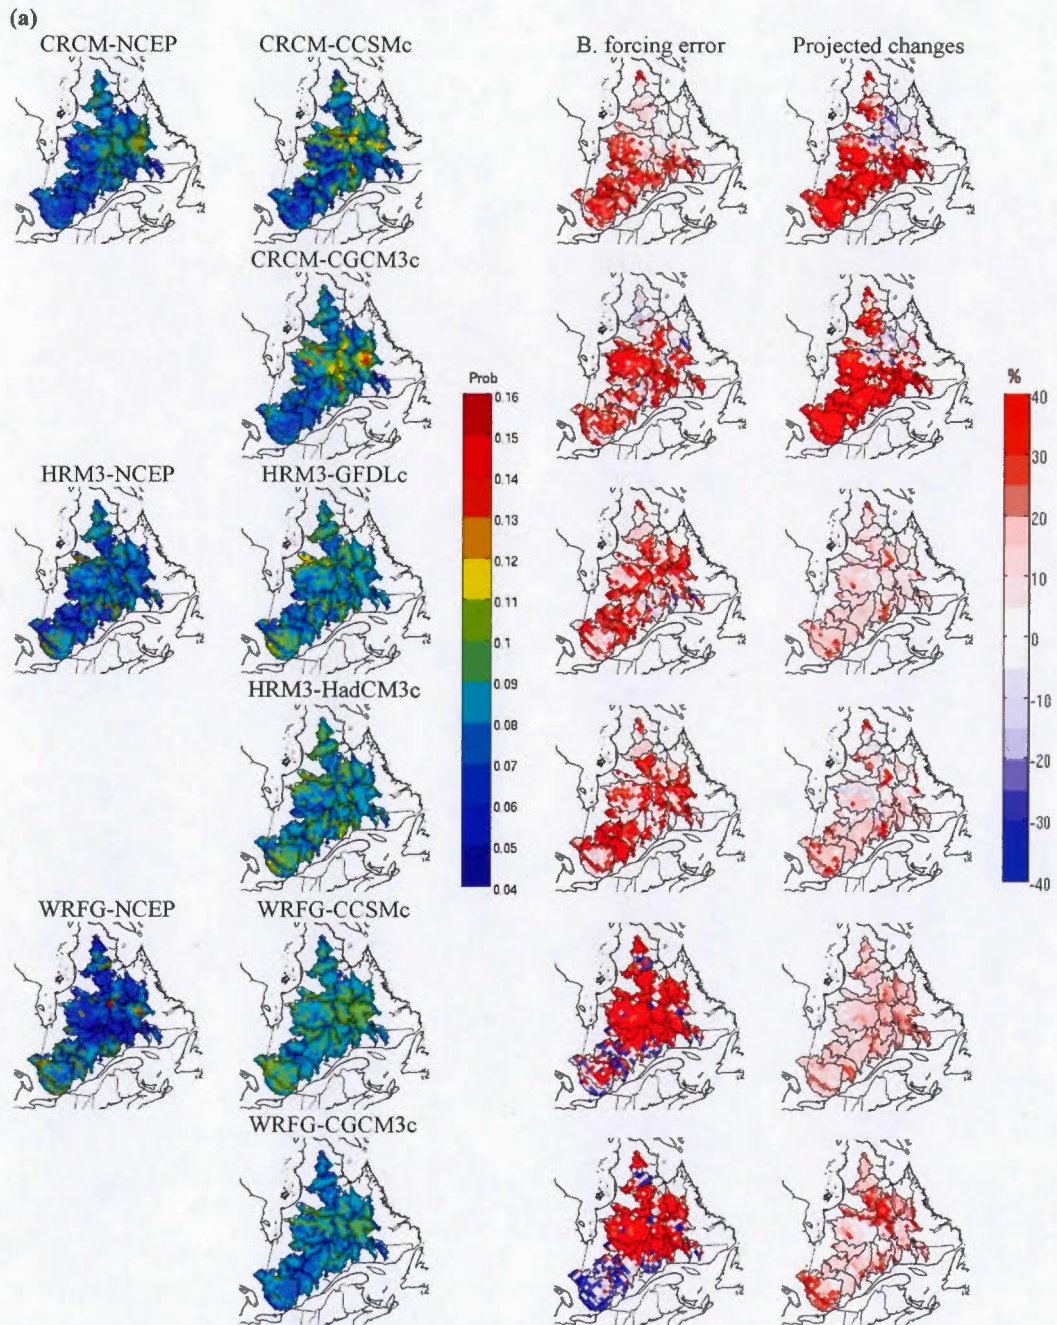 (a)
CRCM-NCEP CRCM-CCSMc B. forcing error Projected changes
CRCM-CGCM3c
Prob
0.16
0.15
0.14
0.13
0.12
0.11
0.1
0.09
0.08
0.07
0.06
0.05
0.04
%
40
30
20
10
0
-10
-20
-30
-40
HRM3-NCEP HRM3-GFDLc
HRM3-HadCM3c
WRFG-NCEP WRFG-CCSMc
WRFG-CGCM3c